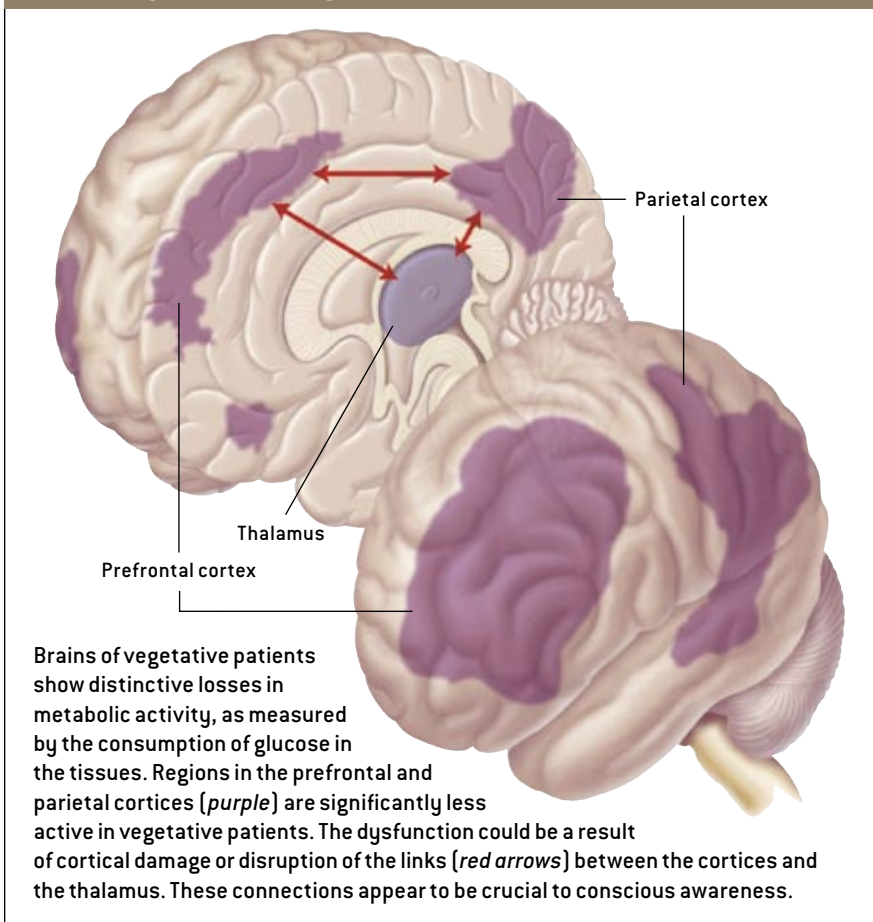 Parietal cortex
Thalamus
Prefrontal cortex
Brains of vegetative patients
show distinctive losses in
metabolic activity, as measured
by the consumption of glucose in
the tissues. Regions in the prefrontal and
parietal cortices (purple) are significantly less
active in vegetative patients. The dysfunction could be a result
of cortical damage or disruption of the links (red arrows) between the cortices and
the thalamus. These connections appear to be crucial to conscious awareness.